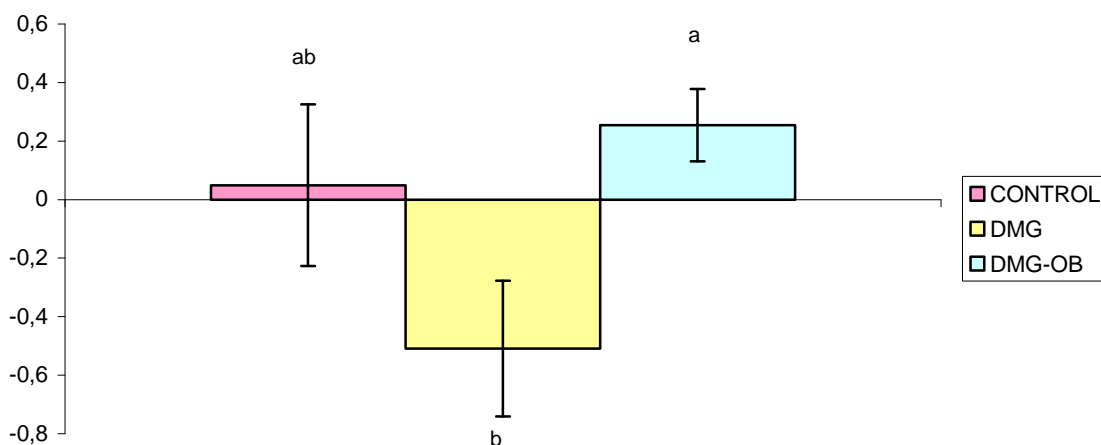 0,6
0,4
0,2
0
-0,2
-0,4
-0,6
-0,8
ab
a
b
CONTROL
DMG
DMG-OB